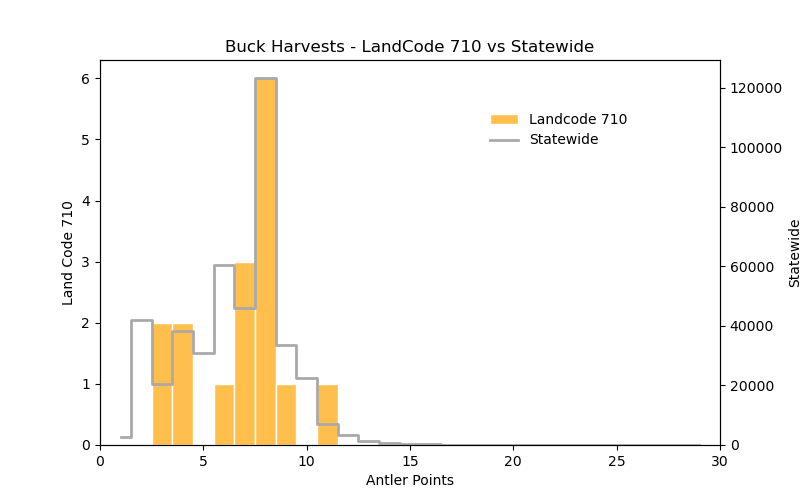 Buck Harvests - LandCode 710 vs Statewide
Land Code 710
6
5
4
3
2
1
0
Landcode 710
Statewide
120000
100000
80000
60000
40000
20000
0
Statewide
0 5 10 15 20 25 30
Antler Points